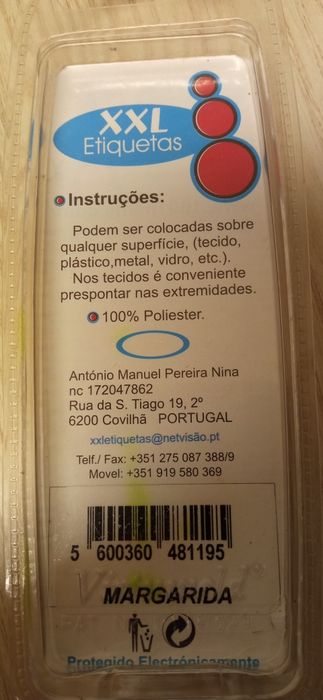 XXL
Etiquetas
Instruções:
Podem ser colocadas sobre
qualquer superfície, (tecido,
plástico,metal, vidro, etc.).
Nos tecidos é conveniente
prespontar nas extremidades.
100% Poliester.
António Manuel Pereira Nina
nc 172047862
Rua da S. Tiago 19, 2º
6200 Covilhã PORTUGAL
xxletiquetas@netvisão.pt
Telf./ Fax: +351 275 087 388/9
Movel: +351 919 580 369
5 600360 481195
MARGARIDA
Protegido Electrónicamente